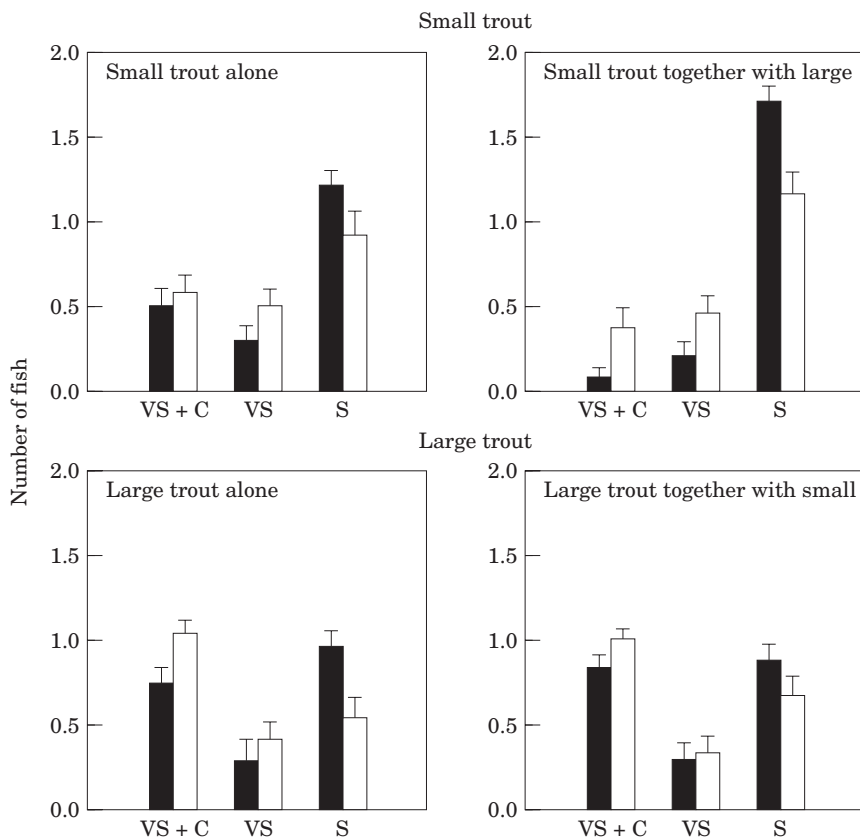 Small trout
Small trout alone
Small trout together with large
2.0
1.5
1.0
0.5
0.0
VS + C VS S
2.0
1.5
1.0
0.5
0.0
VS + C VS S
Number of fish
Large trout
Large trout alone
Large trout together with small
2.0
1.5
1.0
0.5
0.0
VS + C VS S
2.0
1.5
1.0
0.5
0.0
VS + C VS S